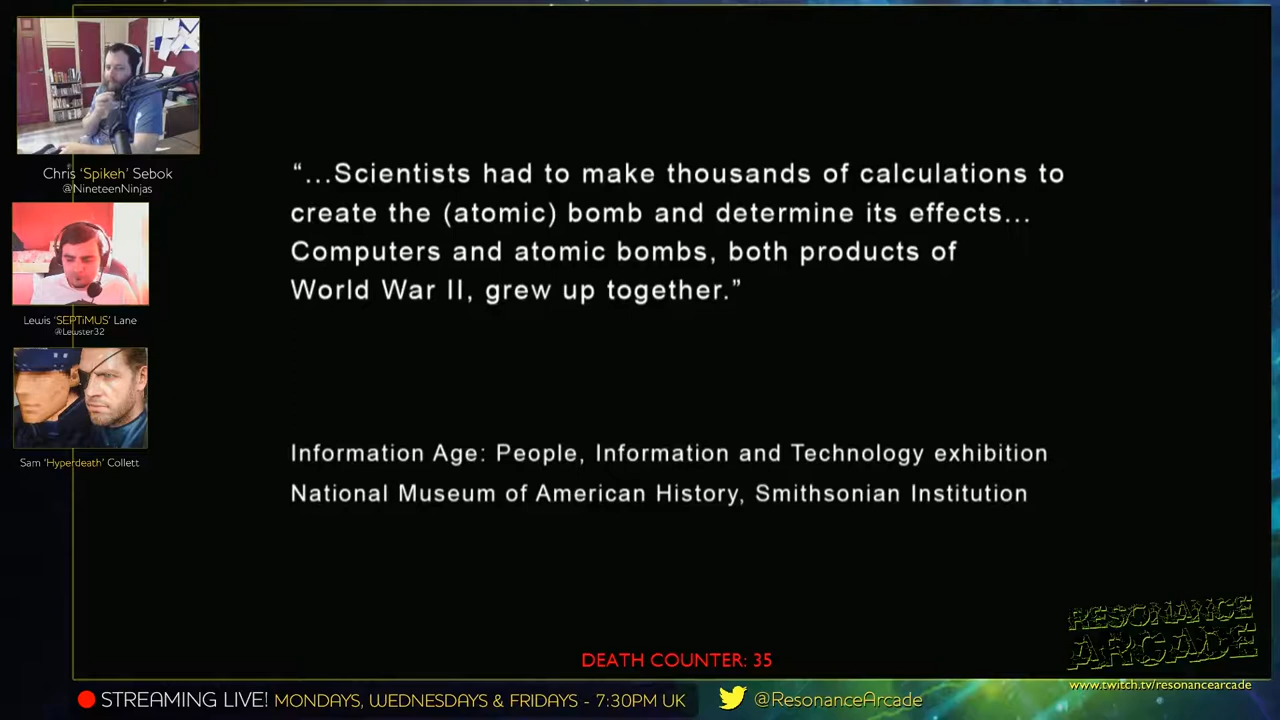 Chris 'Spikeh' Sebok
@NineteenNinjas
Lewis 'SEPTiMUS' Lane
@Lewster32
Sam 'Hyperdeath' Collett
“...Scientists had to make thousands of calculations to
create the (atomic) bomb and determine its effects...
Computers and atomic bombs, both products of
World War II, grew up together.”
Information Age: People, Information and Technology exhibition
National Museum of American History, Smithsonian Institution
DEATH COUNTER: 35
RESONANCE
ARCADE
www.twitch.tv/resonancearcade
STREAMING LIVE! MONDAYS, WEDNESDAYS & FRIDAYS - 7:30PM UK @ResonanceArcade